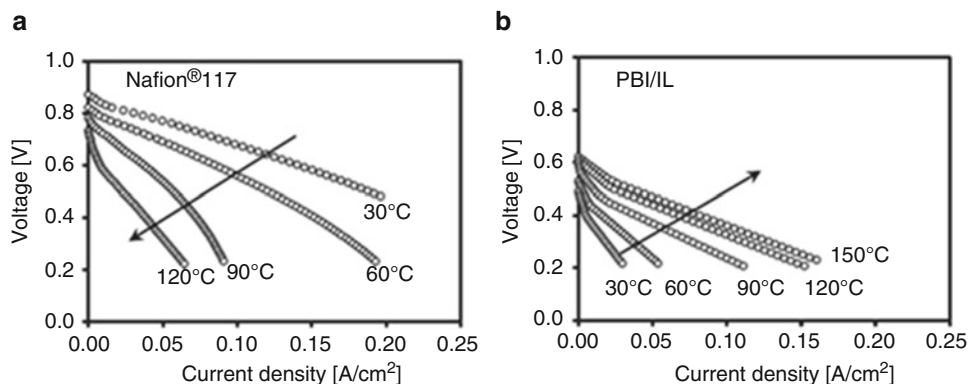 a
Nafion®117
Voltage [V]
1.0
0.8
0.6
0.4
0.2
0.0
30°C
60°C
90°C
120°C
0.00 0.05 0.10 0.15 0.20 0.25
Current density [A/cm²]
b
PBI/IL
Voltage [V]
1.0
0.8
0.6
0.4
0.2
0.0
150°C
30°C 60°C 90°C 120°C
0.00 0.05 0.10 0.15 0.20 0.25
Current density [A/cm²]